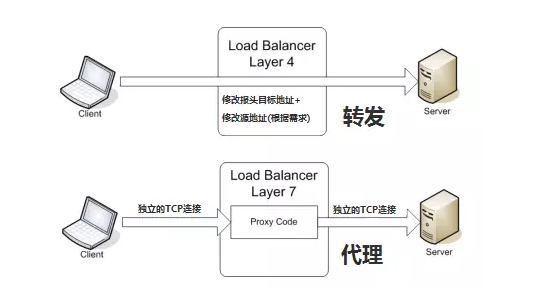 Load Balancer
Layer 4
修改报头目标地址+
修改源地址(根据需求)
转发
Client
Server
Load Balancer
Layer 7
独立的TCP连接
Proxy Code
独立的TCP连接
代理
Client
Server